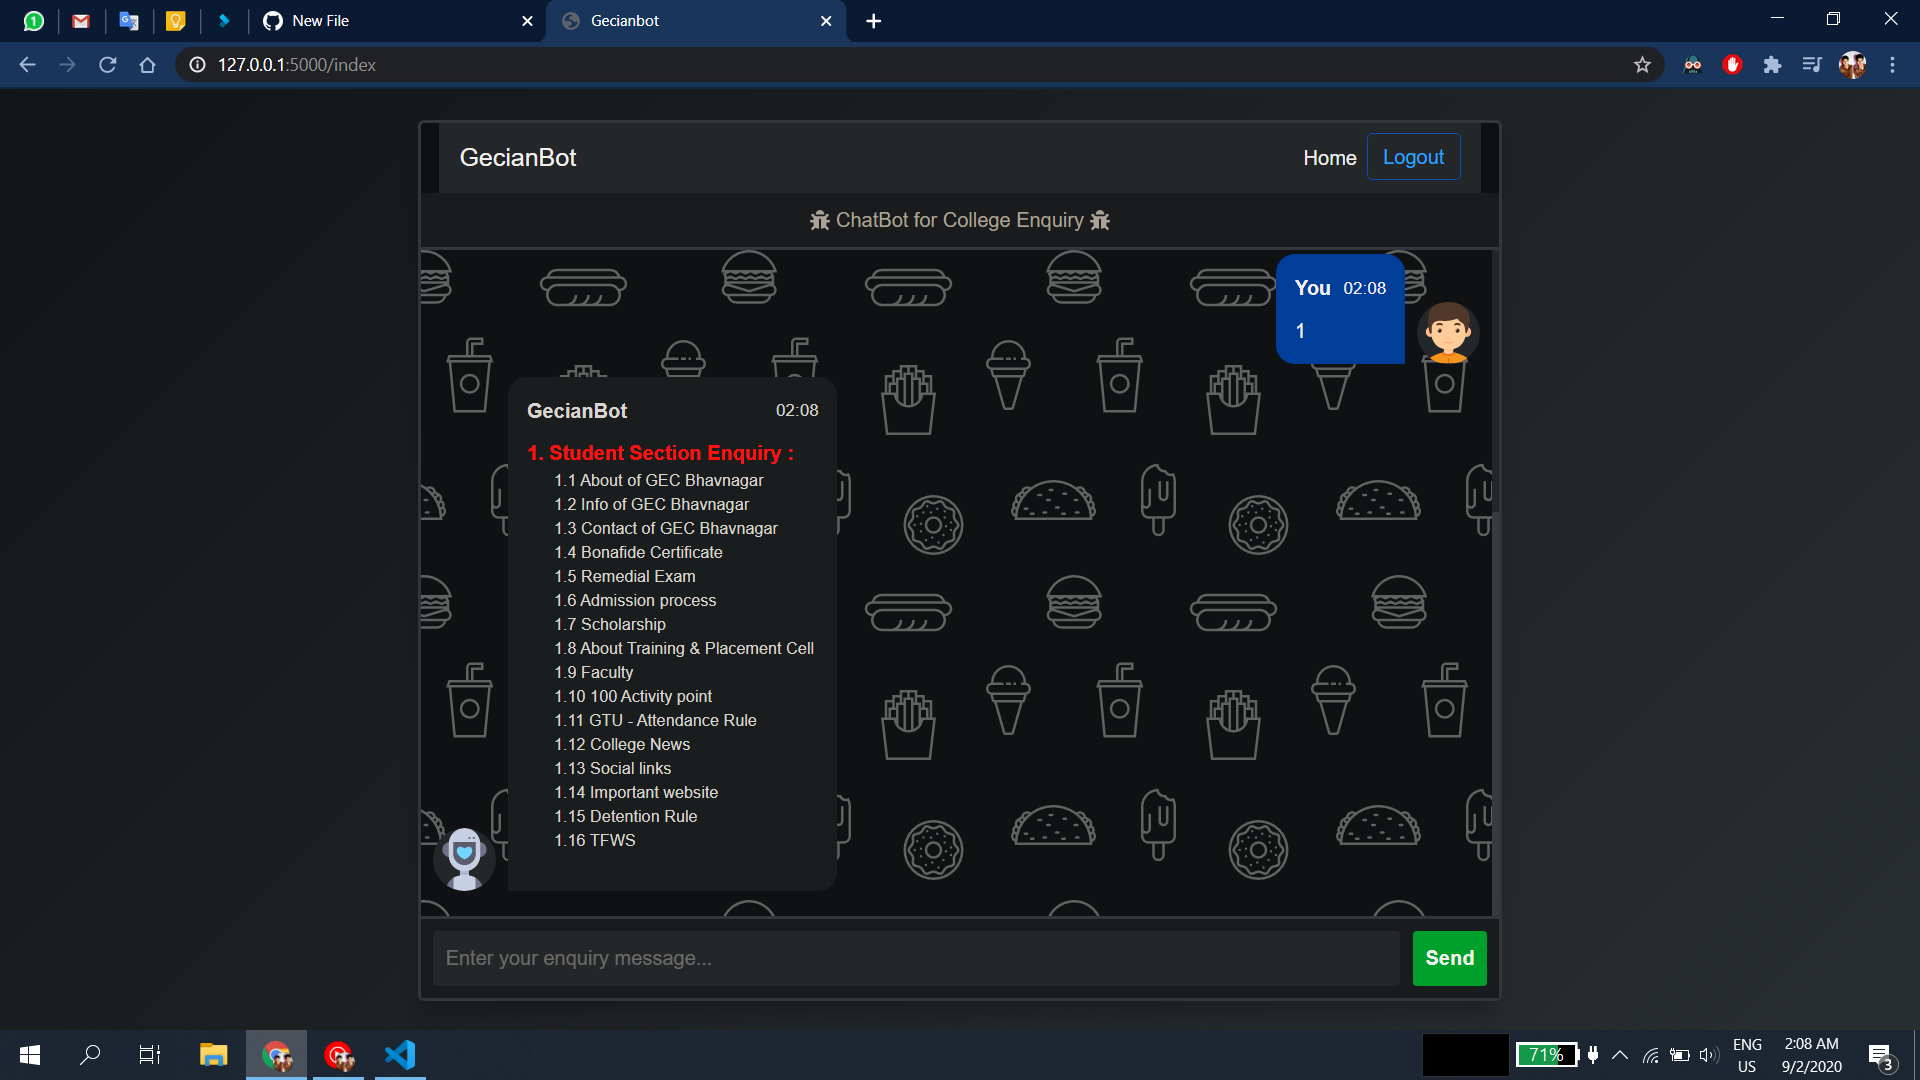 New File
Gecianbot
127.0.0.1:5000/index
GecianBot
Home
Logout
ChatBot for College Enquiry
You 02:08
1
GecianBot 02:08
1. Student Section Enquiry :
1.1 About of GEC Bhavnagar
1.2 Info of GEC Bhavnagar
1.3 Contact of GEC Bhavnagar
1.4 Bonafide Certificate
1.5 Remedial Exam
1.6 Admission process
1.7 Scholarship
1.8 About Training & Placement Cell
1.9 Faculty
1.10 100 Activity point
1.11 GTU - Attendance Rule
1.12 College News
1.13 Social links
1.14 Important website
1.15 Detention Rule
1.16 TFWS
Enter your enquiry message...
Send
71%
ENG
US
2:08 AM
9/2/2020
3